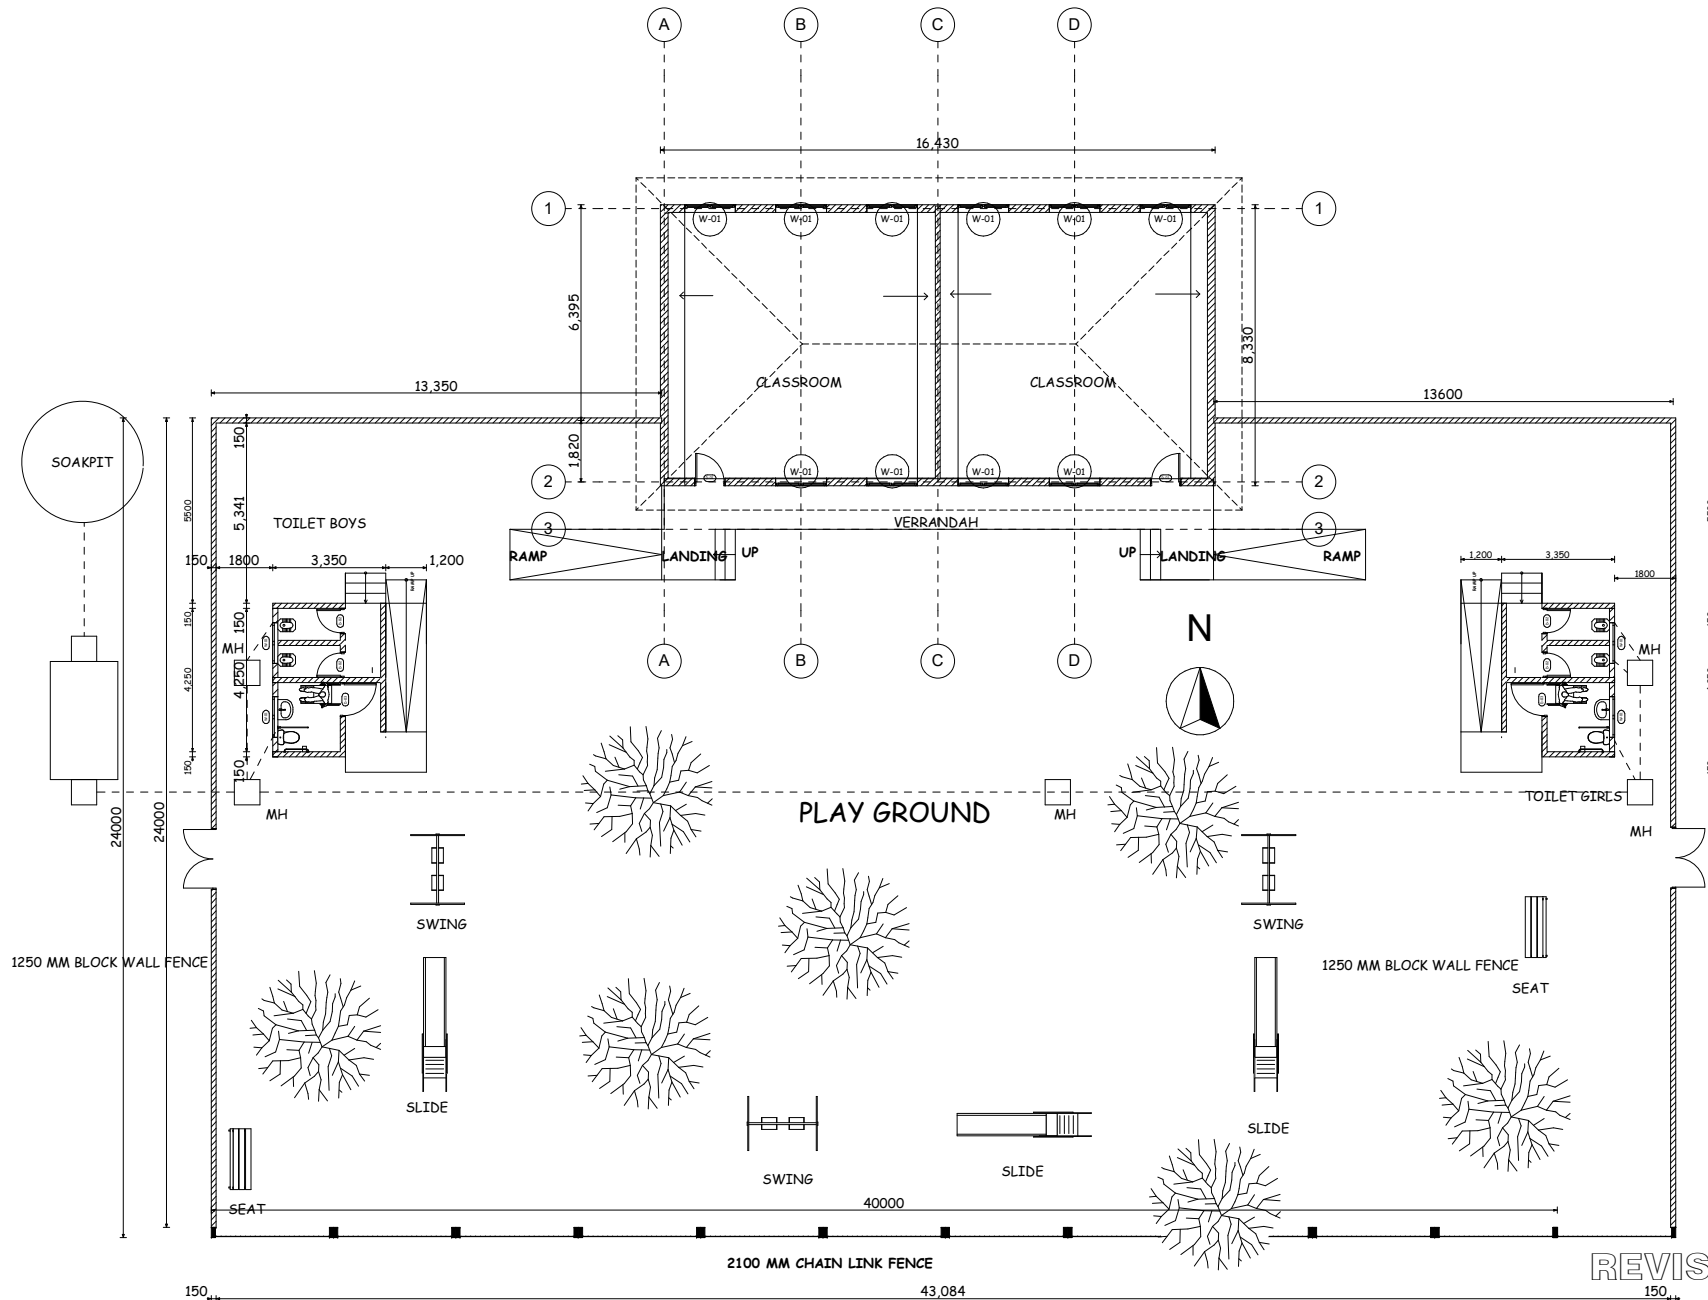 A
B
C
D
16,430
1
1
W-01
W-01
W-01
W-01
W-01
W-01
6,395
8,330
CLASSROOM
CLASSROOM
13,350
13600
150
1,820
SOAKPIT
W-01
W-01
W-01
W-01
2
2
5500
5,341
TOILET BOYS
VERRANDAH
3
3
RAMP
LANDING
UP
UP
LANDING
RAMP
150
1800
3,350
1,200
1,200
3,350
1800
RAMP UP
RAMP UP
150
150
N
MH
MH
A
B
C
D
4,250
4,250
150
150
TOILET GIRLS
PLAY GROUND
MH
MH
MH
24000
24000
SWING
SWING
1250 MM BLOCK WALL FENCE
1250 MM BLOCK WALL FENCE
SEAT
SLIDE
SLIDE
SLIDE
SWING
SEAT
40000
2100 MM CHAIN LINK FENCE
REVIS
150
43,084
150